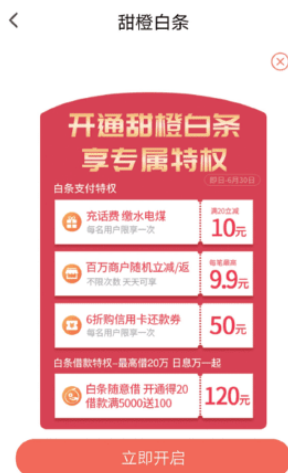 甜橙白条
开通甜橙白条
享专属特权
即日-6月30日
白条支付特权
充话费 缴水电煤
每名用户限享一次
满20立减
10元
百万商户随机立减/返
不限次数 天天可享
每笔最高
9.9元
6折购信用卡还款券
每名用户限享一次
50元
白条借款特权-最高借20万 日息万一起
白条随意借 开通得20
借款满5000送100
120元
立即开启